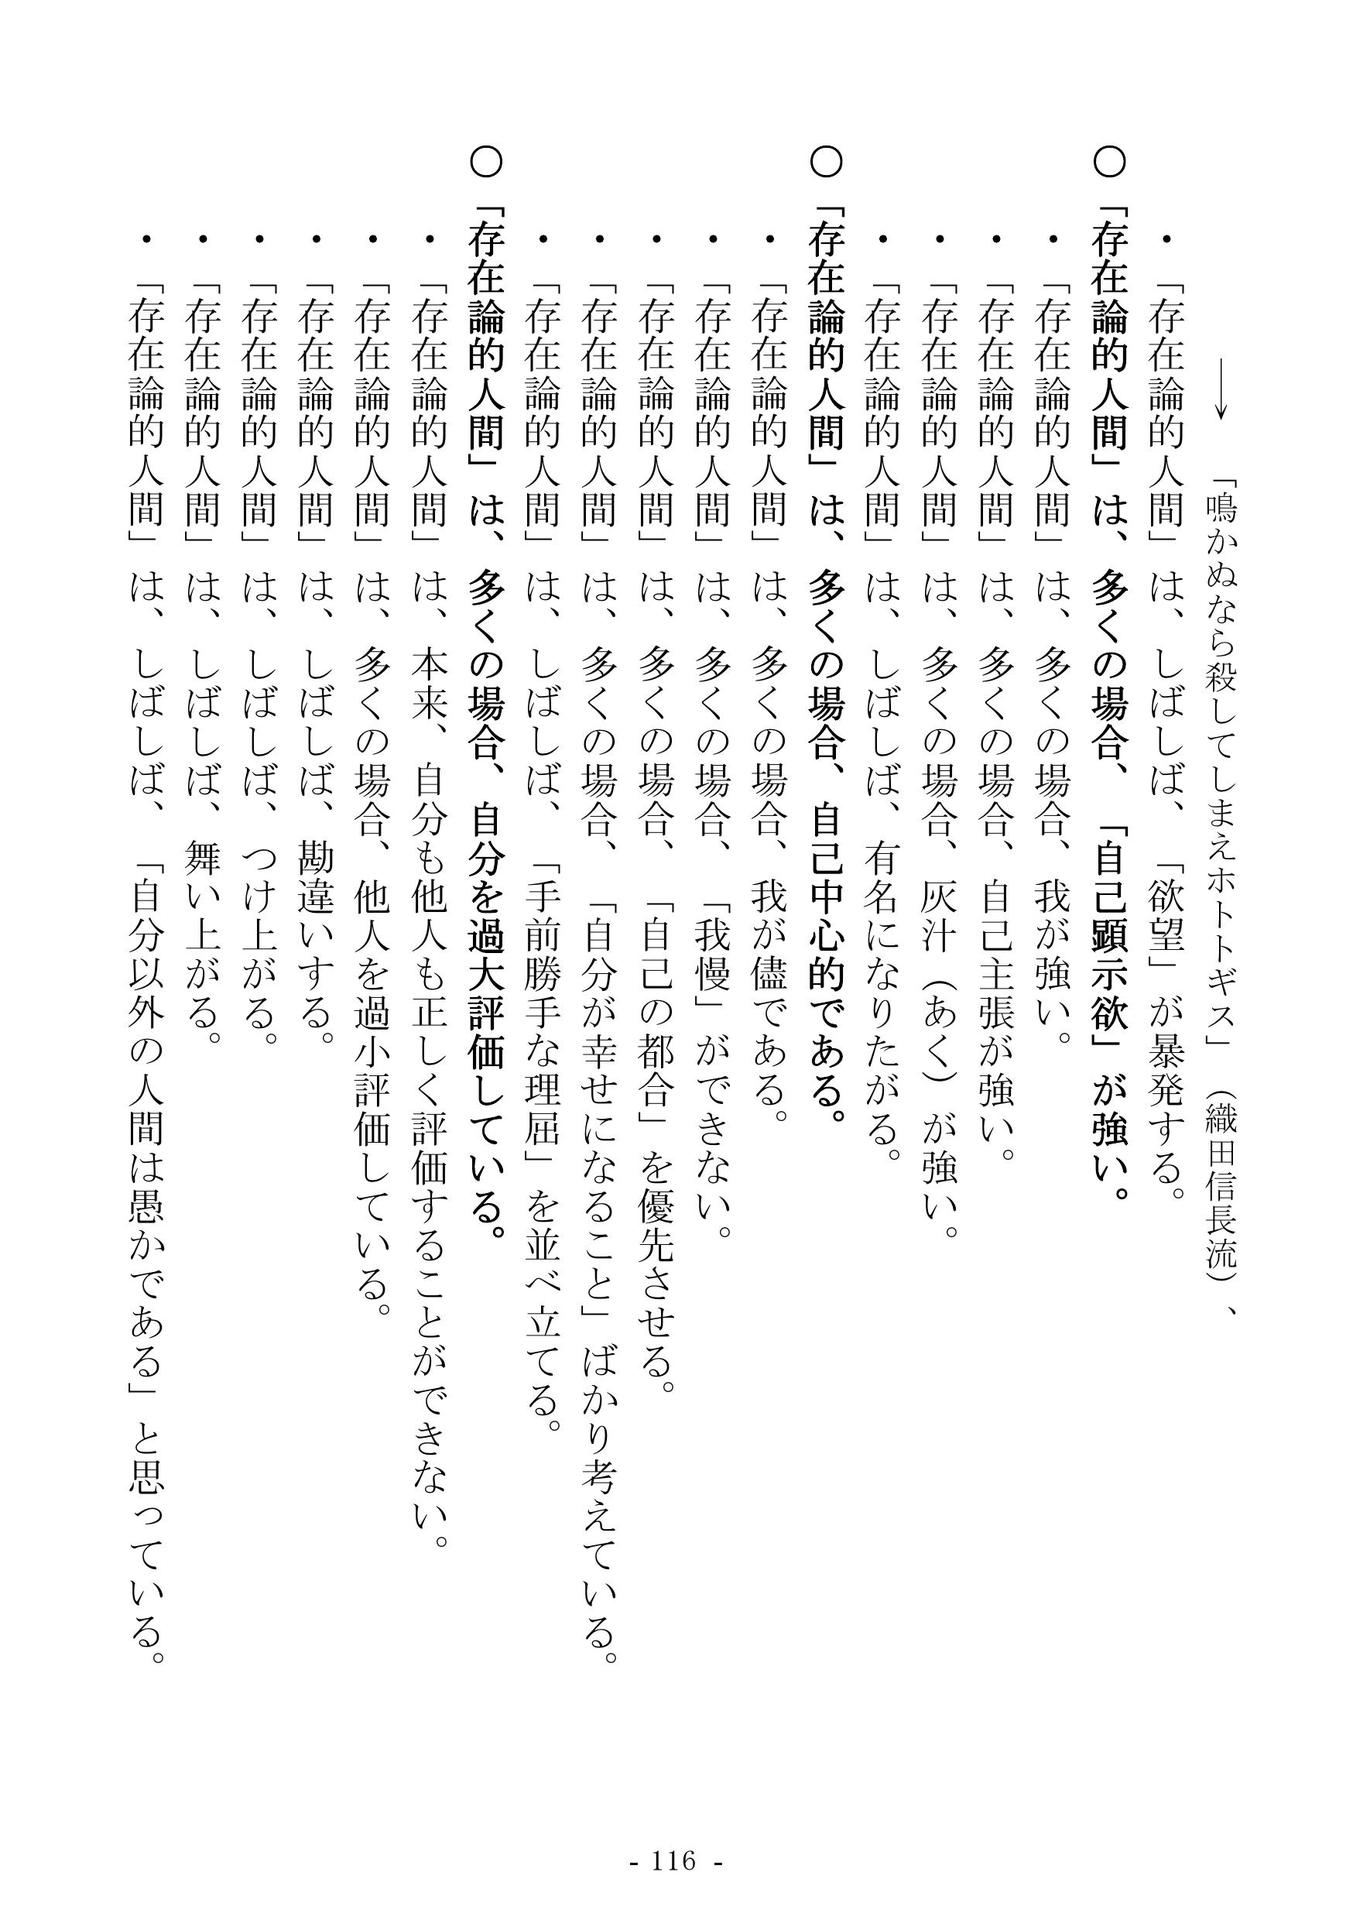 ↓ 「鳴かぬなら殺してしまえホトトギス」（織田信長流）、
・「存在論的人間」は、しばしば、「欲望」が暴発する。
○「存在論的人間」は、多くの場合、「自己顕示欲」が強い。
・「存在論的人間」は、多くの場合、我が強い。
・「存在論的人間」は、多くの場合、自己主張が強い。
・「存在論的人間」は、多くの場合、灰汁（あく）が強い。
・「存在論的人間」は、しばしば、有名になりたがる。
○「存在論的人間」は、多くの場合、自己中心的である。
・「存在論的人間」は、多くの場合、我が儘である。
・「存在論的人間」は、多くの場合、「我慢」ができない。
・「存在論的人間」は、多くの場合、「自己の都合」を優先させる。
・「存在論的人間」は、多くの場合、「自分が幸せになること」ばかり考えている。
・「存在論的人間」は、しばしば、「手前勝手な理屈」を並べ立てる。
○「存在論的人間」は、多くの場合、自分を過大評価している。
・「存在論的人間」は、本来、自分も他人も正しく評価することができない。
・「存在論的人間」は、多くの場合、他人を過小評価している。
・「存在論的人間」は、しばしば、勘違いする。
・「存在論的人間」は、しばしば、つけ上がる。
・「存在論的人間」は、しばしば、舞い上がる。
・「存在論的人間」は、しばしば、「自分以外の人間は愚かである」と思っている。
- 116 -